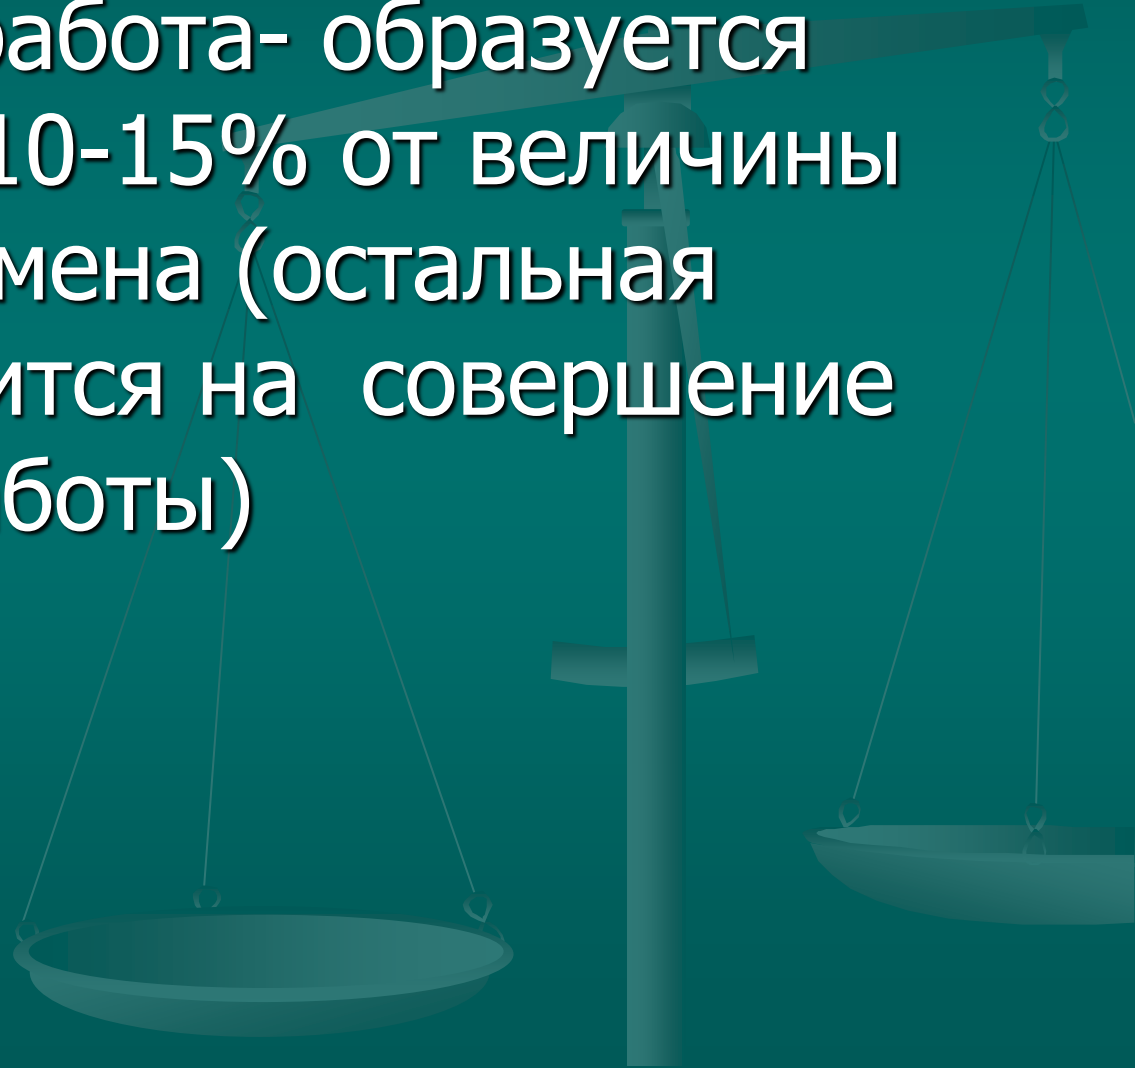 работа- образуется
10-15% от величины
мена (остальная
ится на  совершение
боты)